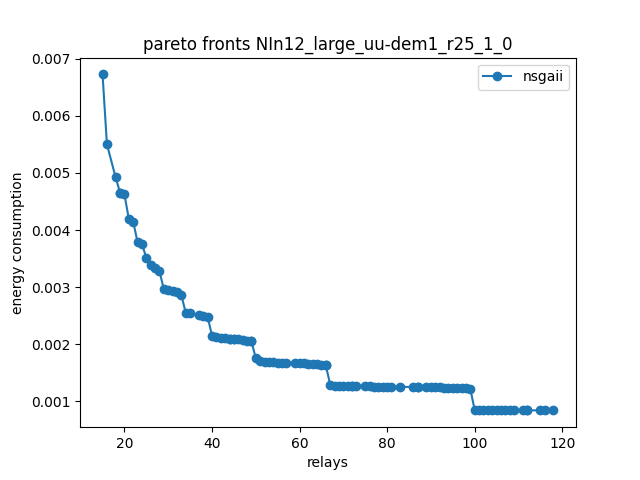 pareto fronts NIn12_large_uu-dem1_r25_1_0
nsgaii
0.007
0.006
0.005
0.004
0.003
0.002
0.001
energy consumption
20 40 60 80 100 120
relays